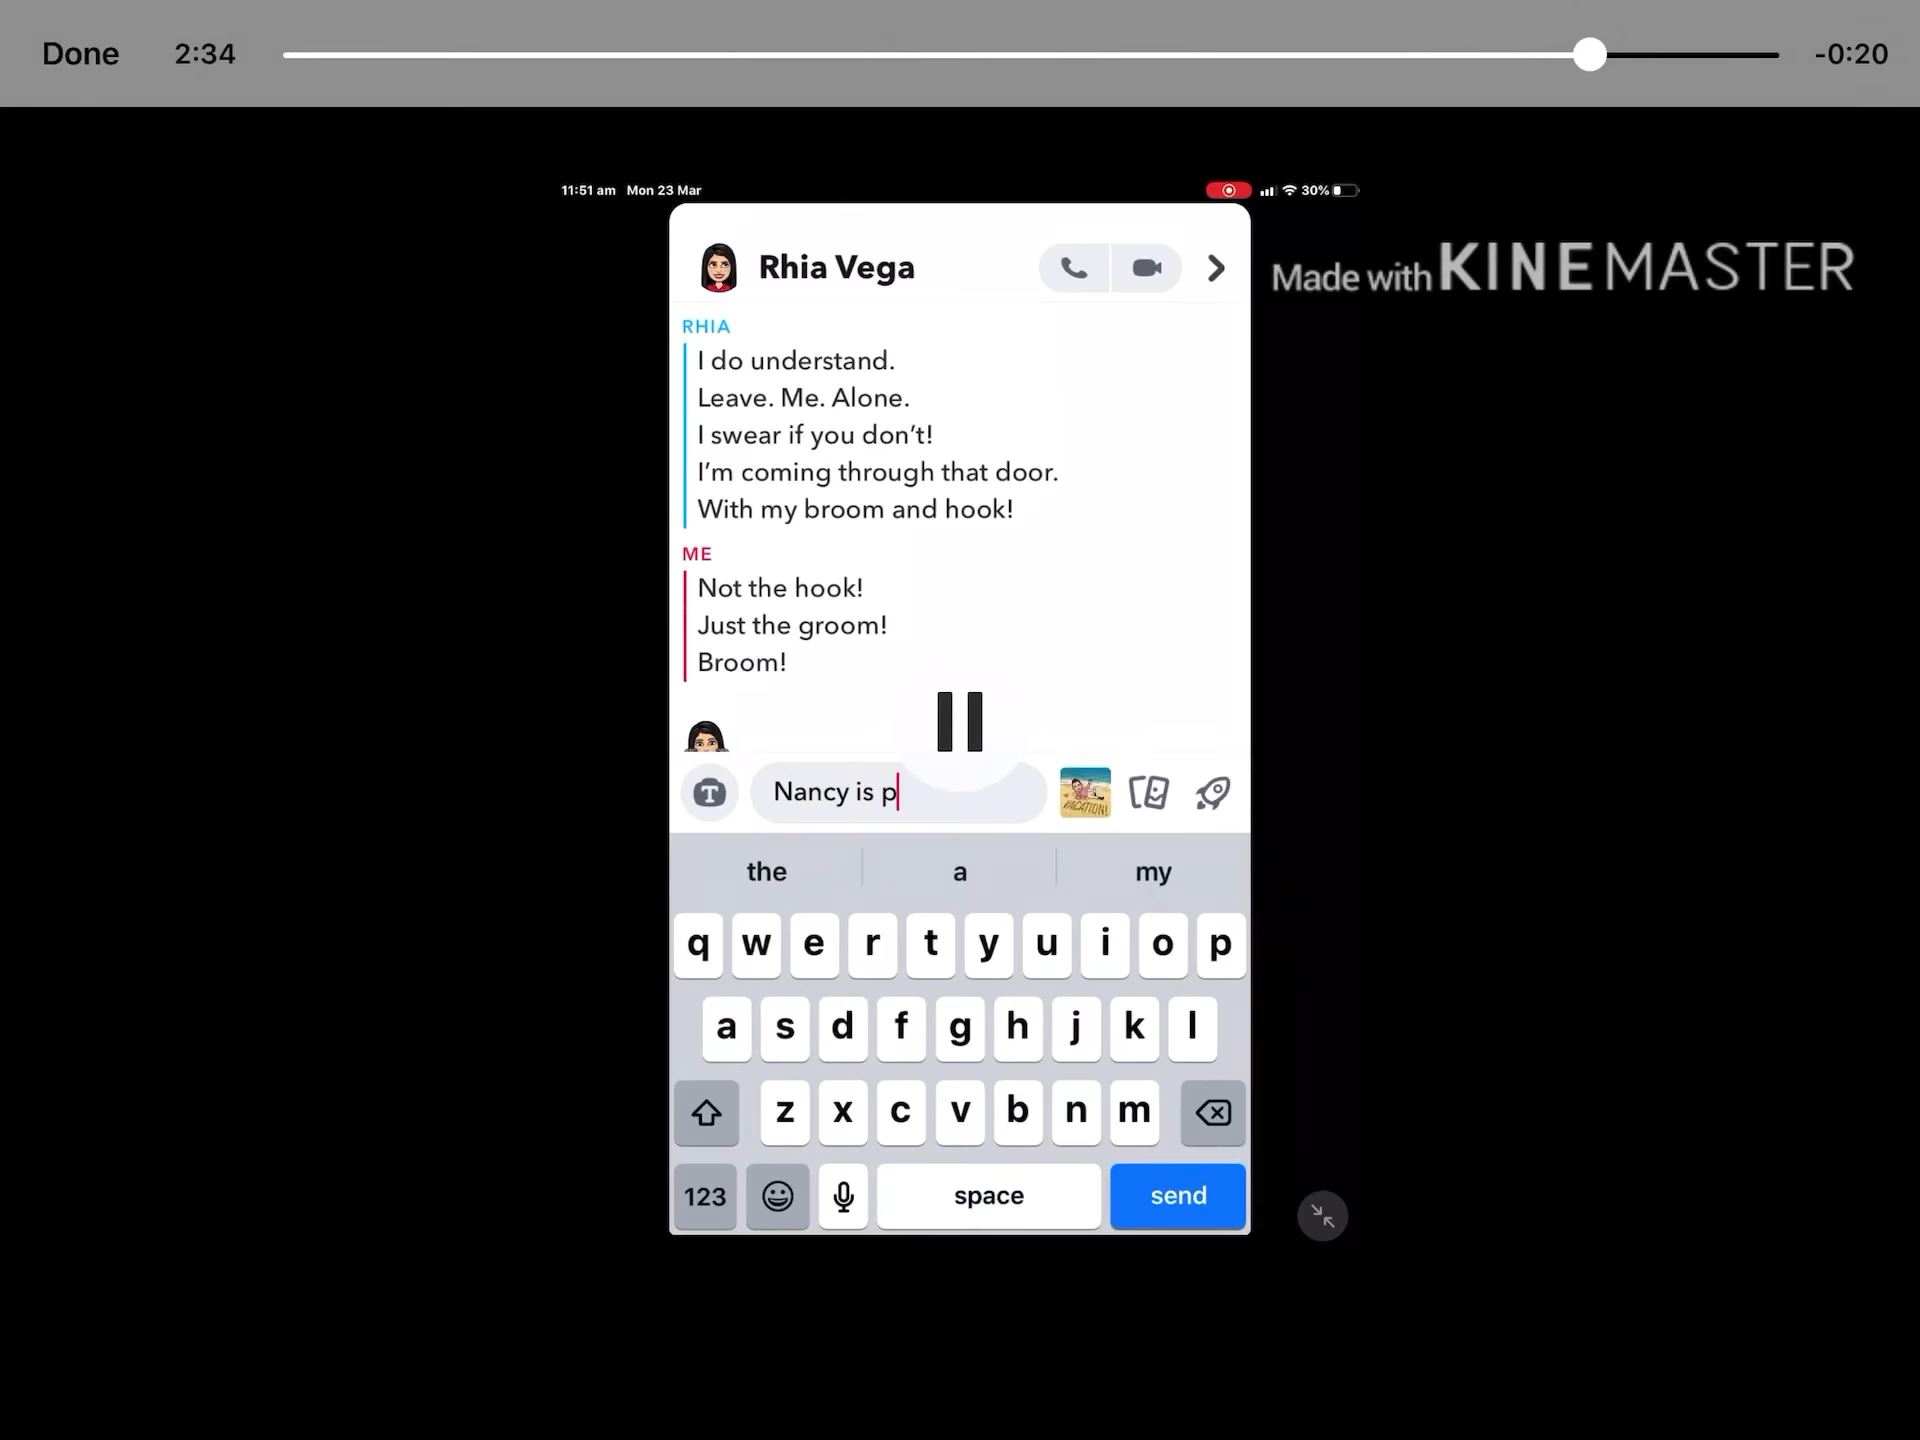 Done 2:34 -0:20
11:51 am Mon 23 Mar 30%
Made with KINEMASTER
Rhia Vega
RHIA
I do understand.
Leave. Me. Alone.
I swear if you don't!
I'm coming through that door.
With my broom and hook!
ME
Not the hook!
Just the groom!
Broom!
T Nancy is p VACATION!
the a my
q w e r t y u i o p
a s d f g h j k l
z x c v b n m
123 space send